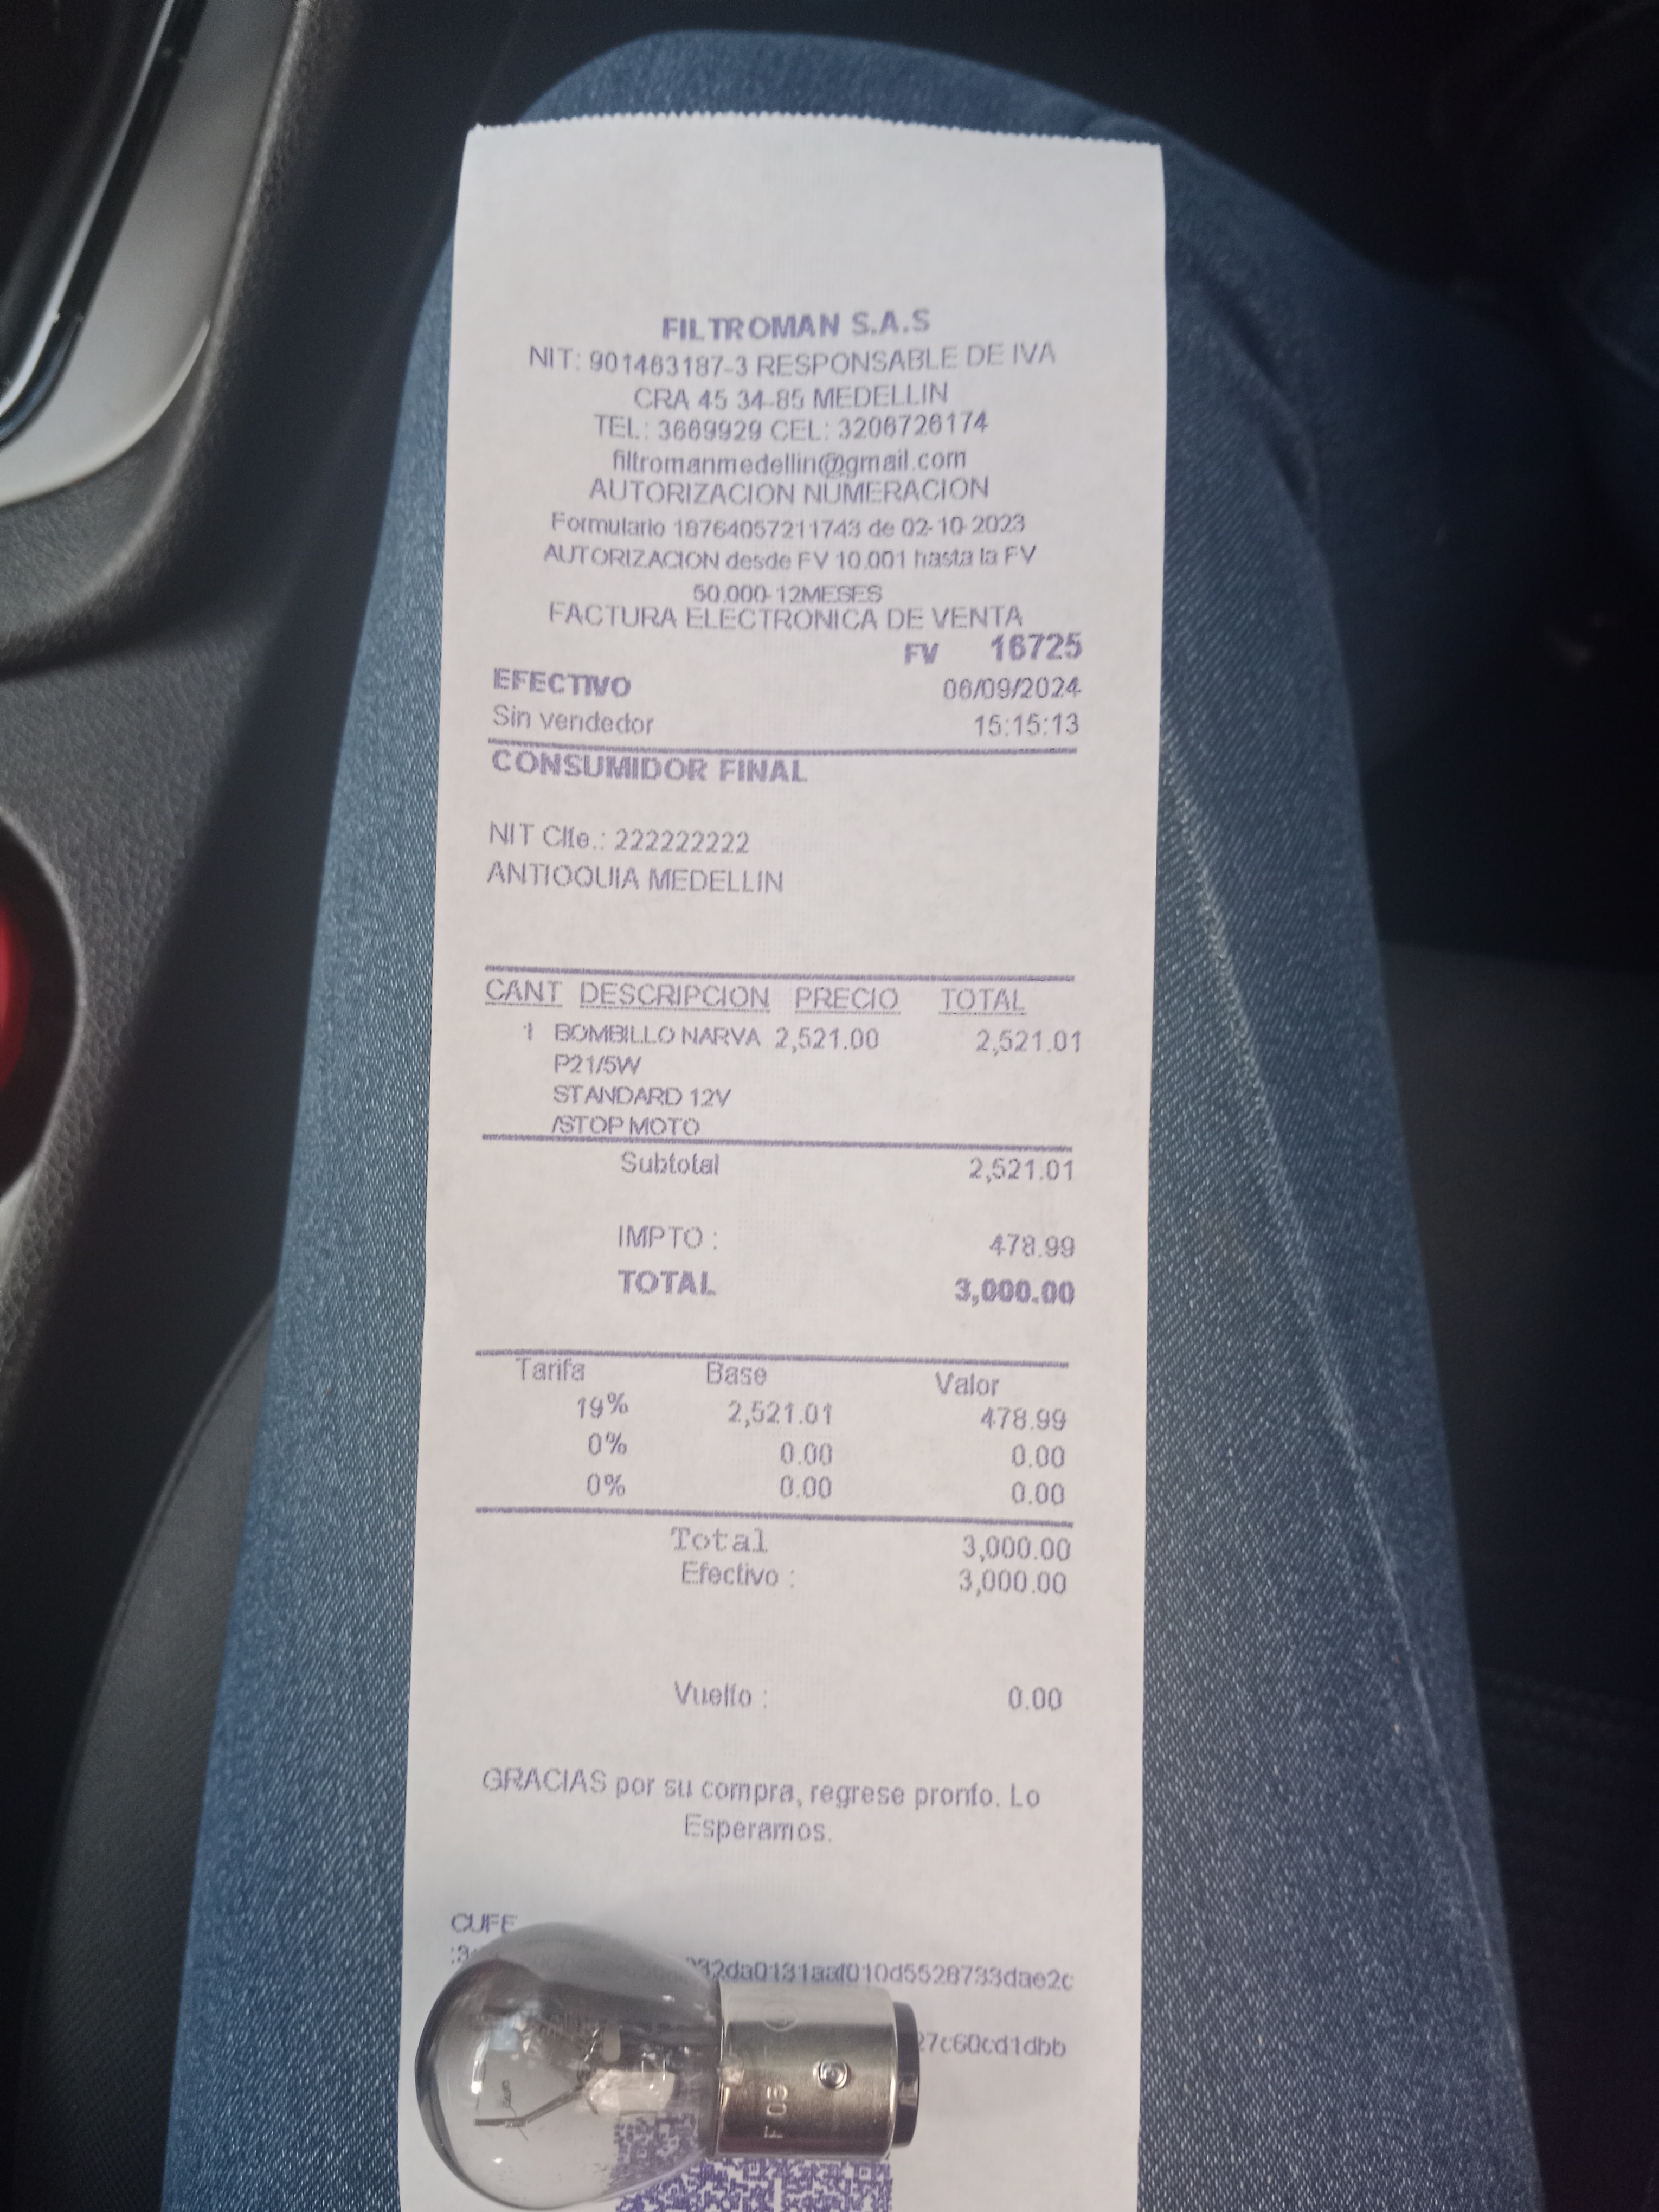 FILTROMAN S.A.S
NIT: 901463187-3 RESPONSABLE DE IVA
CRA 45 34-85 MEDELLIN
TEL: 3669929 CEL: 3206726174
filtromanmedellin@gmail.com
AUTORIZACION NUMERACION
Formulario 18764057211743 de 02-10-2023
AUTORIZACION desde FV 10.001 hasta la FV
50.000-12MESES
FACTURA ELECTRONICA DE VENTA
FV 16725
EFECTIVO 06/09/2024
Sin vendedor 15:15:13
CONSUMIDOR FINAL
NIT Clte.: 222222222
ANTIOQUIA MEDELLIN
CANT DESCRIPCION PRECIO TOTAL
1 BOMBILLO NARVA 2,521.00 2,521.01
P21/5W
STANDARD 12V
/STOP MOTO
Subtotal 2,521.01
IMPTO : 478.99
TOTAL 3,000.00
Tarifa Base Valor
19% 2,521.01 478.99
0% 0.00 0.00
0% 0.00 0.00
Total 3,000.00
Efectivo : 3,000.00
Vuelto : 0.00
GRACIAS por su compra, regrese pronto. Lo
Esperamos.
CUFE
32da0131aaf010d5528733dae2c
27c60cd1dbb
F 06
5